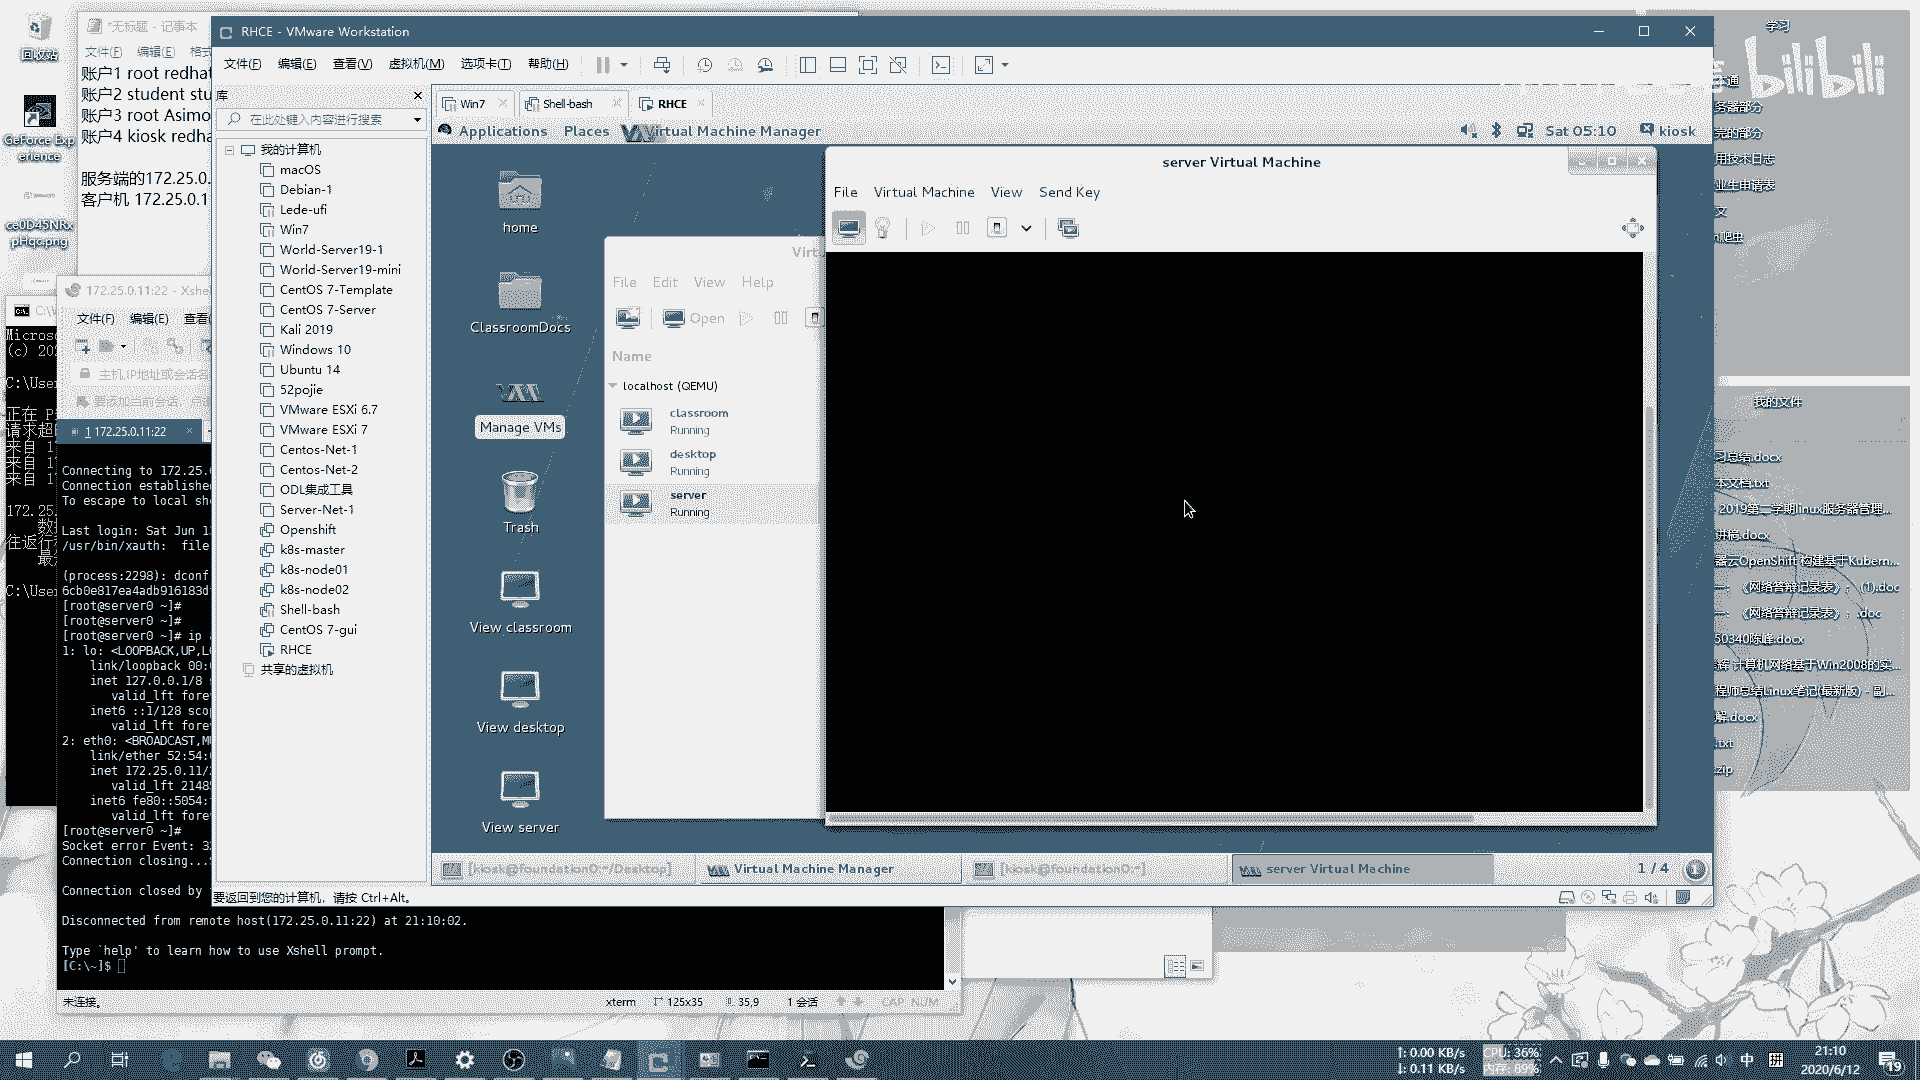 回收站
GeForce Exp
erience
ce0D45NRx
pHqc.png
*无标题 - 记事本
文件(F) 编辑(E) 格式
账户1 root redhat
账户2 student stu
账户3 root Asimo
账户4 kiosk redha
服务端的172.25.0.
客户机 172.25.0.1
RHCE - VMware Workstation
文件(F) 编辑(E) 查看(V) 虚拟机(M) 选项卡(T) 帮助(H)
库
在此处键入内容进行搜索
我的计算机
macOS
Debian-1
Lede-ufi
Win7
World-Server19-1
World-Server19-mini
CentOS 7-Template
CentOS 7-Server
Kali 2019
Windows 10
Ubuntu 14
52pojie
VMware ESXi 6.7
VMware ESXi 7
Centos-Net-1
Centos-Net-2
ODL集成工具
Server-Net-1
Openshift
k8s-master
k8s-node01
k8s-node02
Shell-bash
CentOS 7-gui
RHCE
共享的虚拟机
Win7
Shell-bash
RHCE
Applications Places Virtual Machine Manager
Sat 05:10 kiosk
home
ClassroomDocs
Manage VMs
Trash
View classroom
View desktop
View server
File Edit View Help
Open
Name
localhost (QEMU)
classroom
Running
desktop
Running
server
Running
server Virtual Machine
File Virtual Machine View Send Key
[kiosk@foundation0:~/Desktop]
Virtual Machine Manager
[kiosk@foundation0:~]
server Virtual Machine
1 / 4
要返回到您的计算机，请按 Ctrl+Alt。
172.25.0.11:22 - Xshe
文件(F) 编辑(E) 查看
主机,IP地址或会话名
要添加当前会话，点
1 172.25.0.11:22
Connecting to 172.25.
Connection established
To escape to local she
Last login: Sat Jun 1
/usr/bin/xauth: file
(process:2298): dconf
6cb0e817ea4adb916183d
[root@server0 ~]#
[root@server0 ~]#
[root@server0 ~]# ip
1: lo: <LOOPBACK,UP,LO
link/loopback 00:
inet 127.0.0.1/8
valid_lft forev
inet6 ::1/128 scop
valid_lft forev
2: eth0: <BROADCAST,MU
link/ether 52:54:
inet 172.25.0.11/
valid_lft 2148
inet6 fe80::5054:
valid_lft forev
[root@server0 ~]#
Socket error Event: 32
Connection closing...
Connection closed by
Disconnected from remote host(172.25.0.11:22) at 21:10:02.
Type `help' to learn how to use Xshell prompt.
[C:\~]$
未连接。
xterm 125x35 35,9 1 会话 CAP NUM
Micros
(c) 20
C:\Use
正在 P
请求超
来自 1
来自 1
来自 1
172.25
数
往返行
最
C:\Use
学习
bilibili
我的文件
习总结.docx
本文档.txt
2019第二学期linux服务器管理...
讲稿.docx
器云OpenShift 构建基于Kubern...
《网络答辩记录表》； (1).doc
《网络答辩记录表》；.doc
50340陈峰.docx
计算机网络基于Win2008的实...
程师总结Linux笔记(最新版) - 副...
解.docx
.txt
zip
↑: 0.00 KB/s
↓: 0.11 KB/s
CPU: 36%
内存: 89%
中
21:10
2020/6/12
19